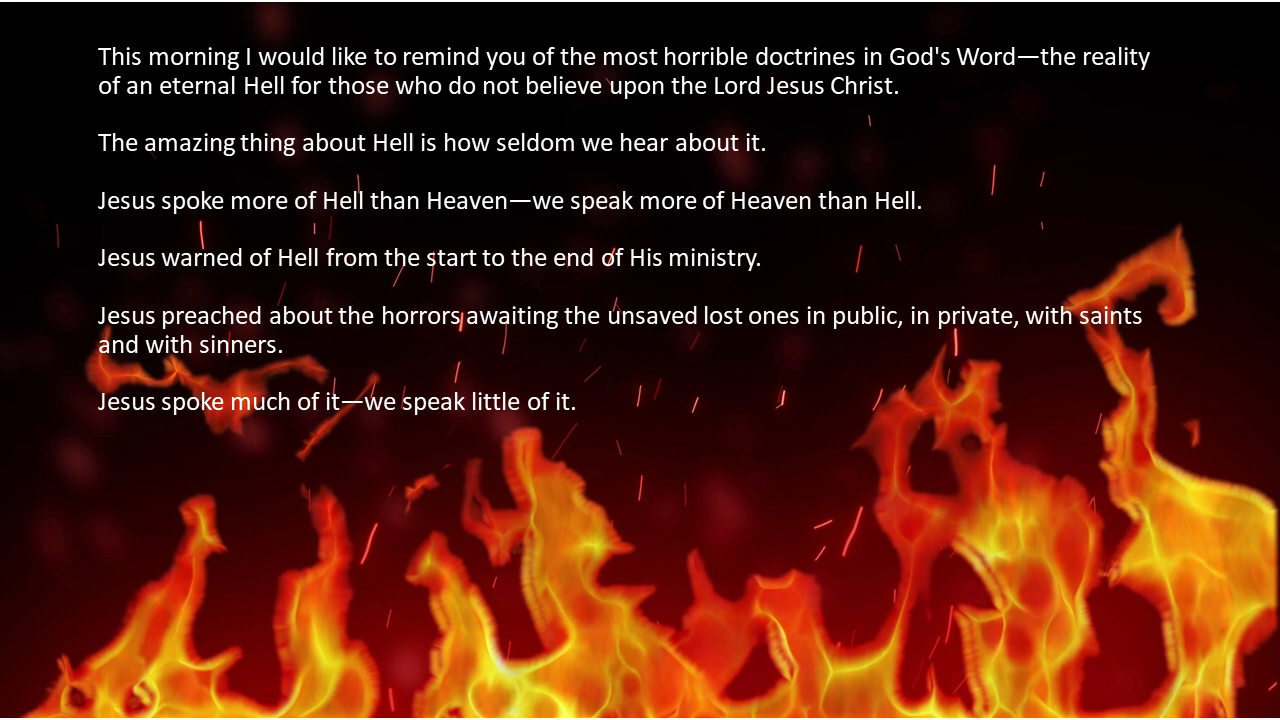 This morning I would like to remind you of the most horrible doctrines in God's Word—the reality
of an eternal Hell for those who do not believe upon the Lord Jesus Christ.
The amazing thing about Hell is how seldom we hear about it.
Jesus spoke more of Hell than Heaven—we speak more of Heaven than Hell.
Jesus warned of Hell from the start to the end of His ministry.
Jesus preached about the horrors awaiting the unsaved lost ones in public, in private, with saints
and with sinners.
Jesus spoke much of it—we speak little of it.